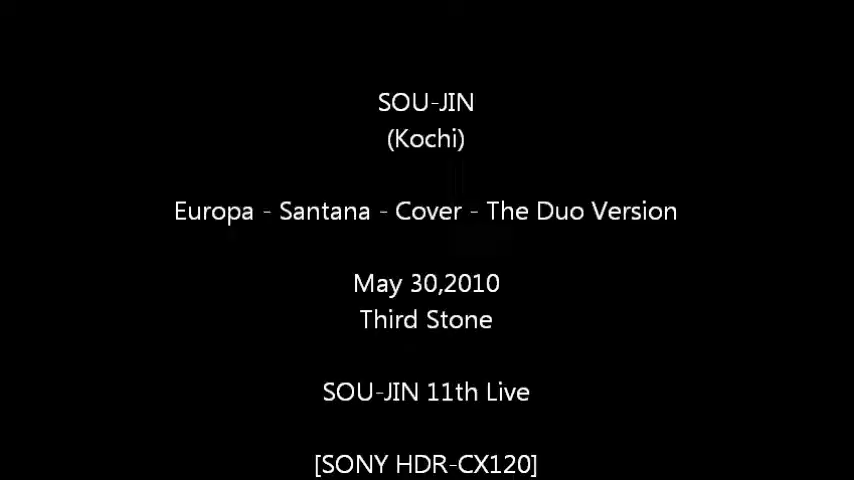 SOU-JIN
(Kochi)
Europa - Santana - Cover - The Duo Version
May 30,2010
Third Stone
SOU-JIN 11th Live
[SONY HDR-CX120]